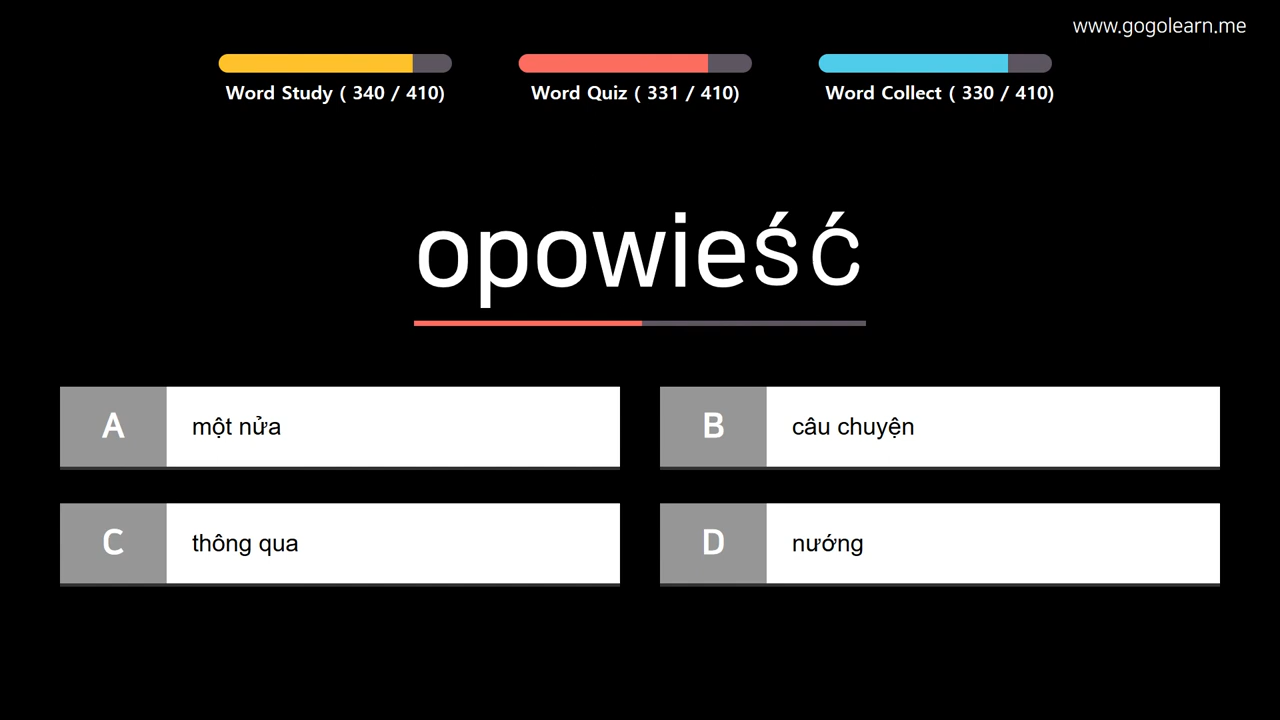 www.gogolearn.me
Word Study ( 340 / 410)
Word Quiz ( 331 / 410)
Word Collect ( 330 / 410)
opowieść
A một nửa
B câu chuyện
C thông qua
D nướng